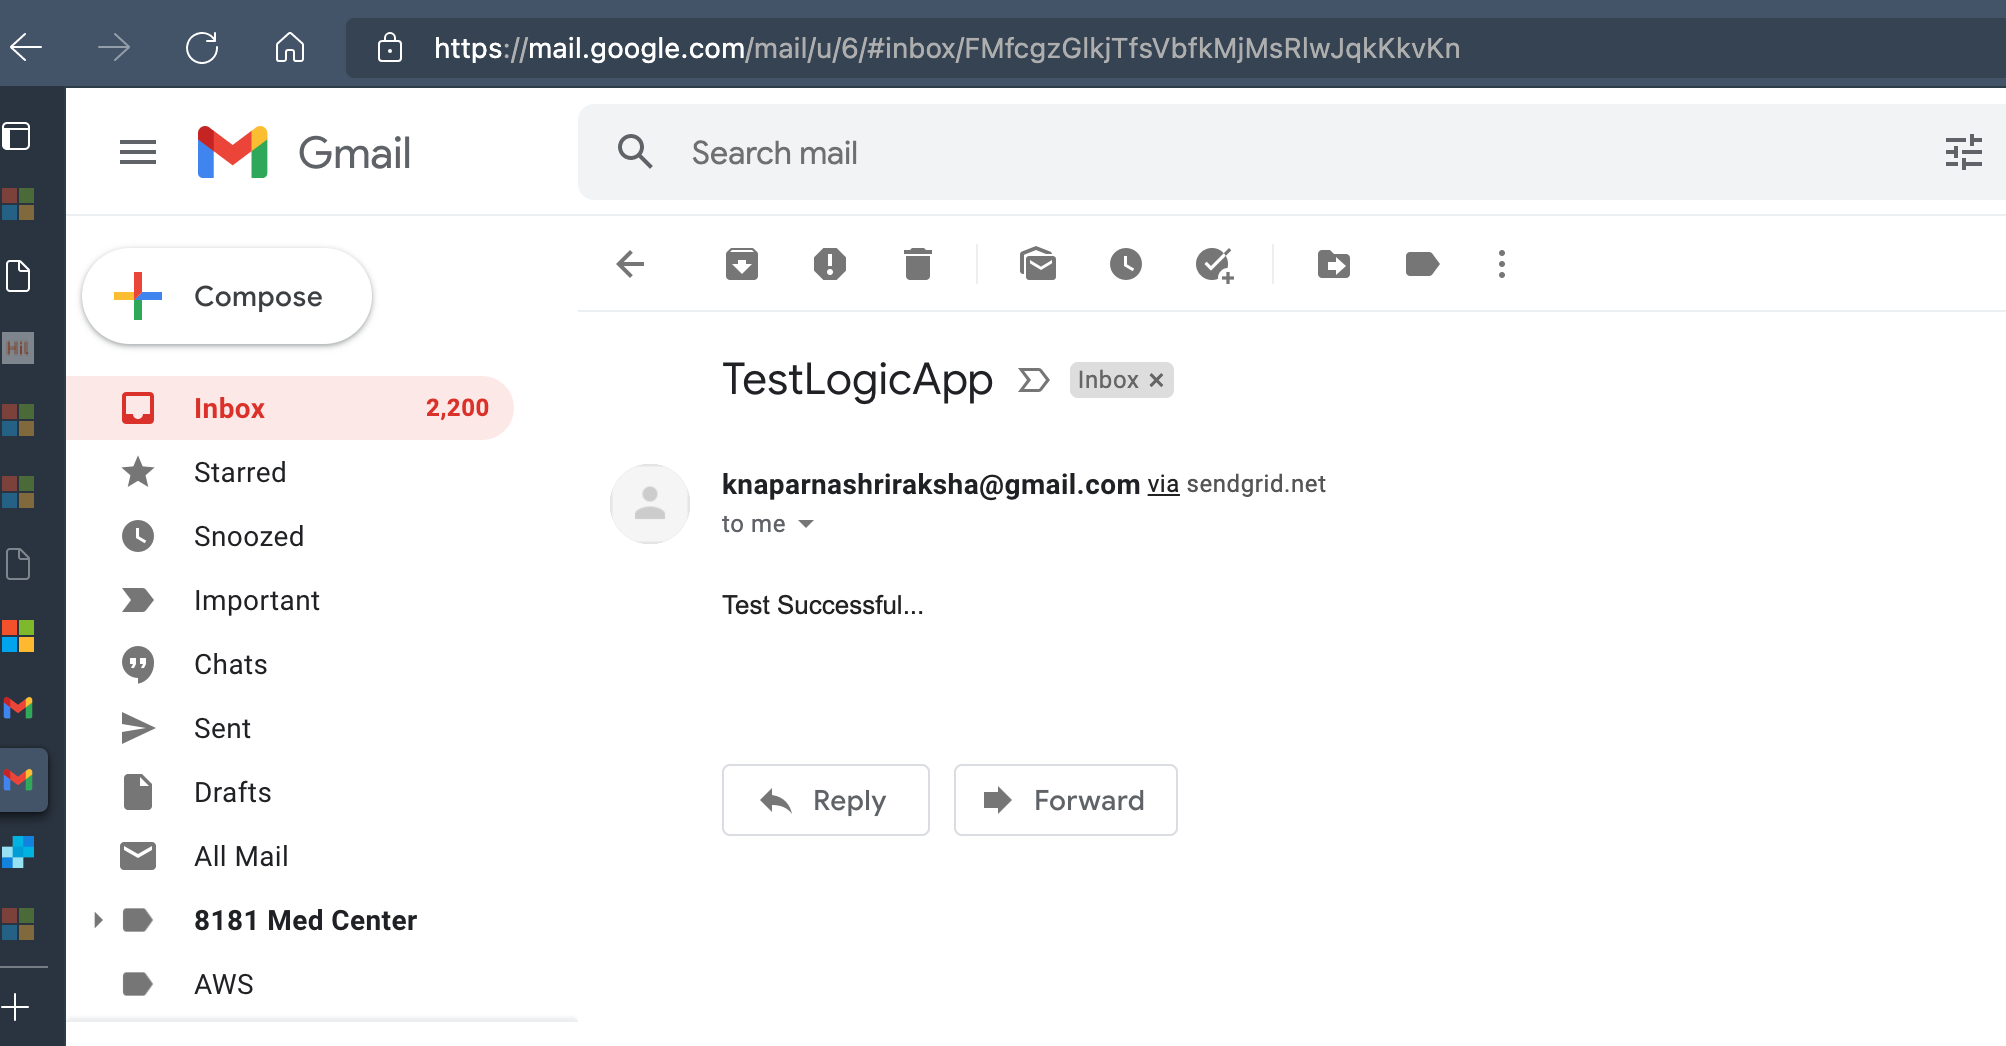 https://mail.google.com/mail/u/6/#inbox/FMfcgzGlkjTfsVbfkMjMsRlwJqkKkvKn
Gmail
Search mail
Compose
TestLogicApp Inbox
Inbox 2,200
knaparnashriraksha@gmail.com via sendgrid.net
to me
Starred
Snoozed
Important
Test Successful...
Chats
Sent
Drafts
Reply Forward
All Mail
8181 Med Center
AWS
Hil